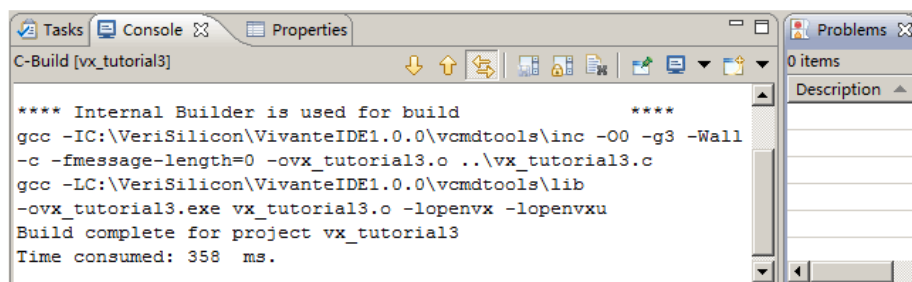 Tasks Console Properties
C-Build [vx_tutorial3]
**** Internal Builder is used for build ****
gcc -IC:\VeriSilicon\VivanteIDE1.0.0\vcmdtools\inc -O0 -g3 -Wall
-c -fmessage-length=0 -ovx_tutorial3.o ..\vx_tutorial3.c
gcc -LC:\VeriSilicon\VivanteIDE1.0.0\vcmdtools\lib
-ovx_tutorial3.exe vx_tutorial3.o -lopenvx -lopenvxu
Build complete for project vx_tutorial3
Time consumed: 358 ms.
Problems
0 items
Description